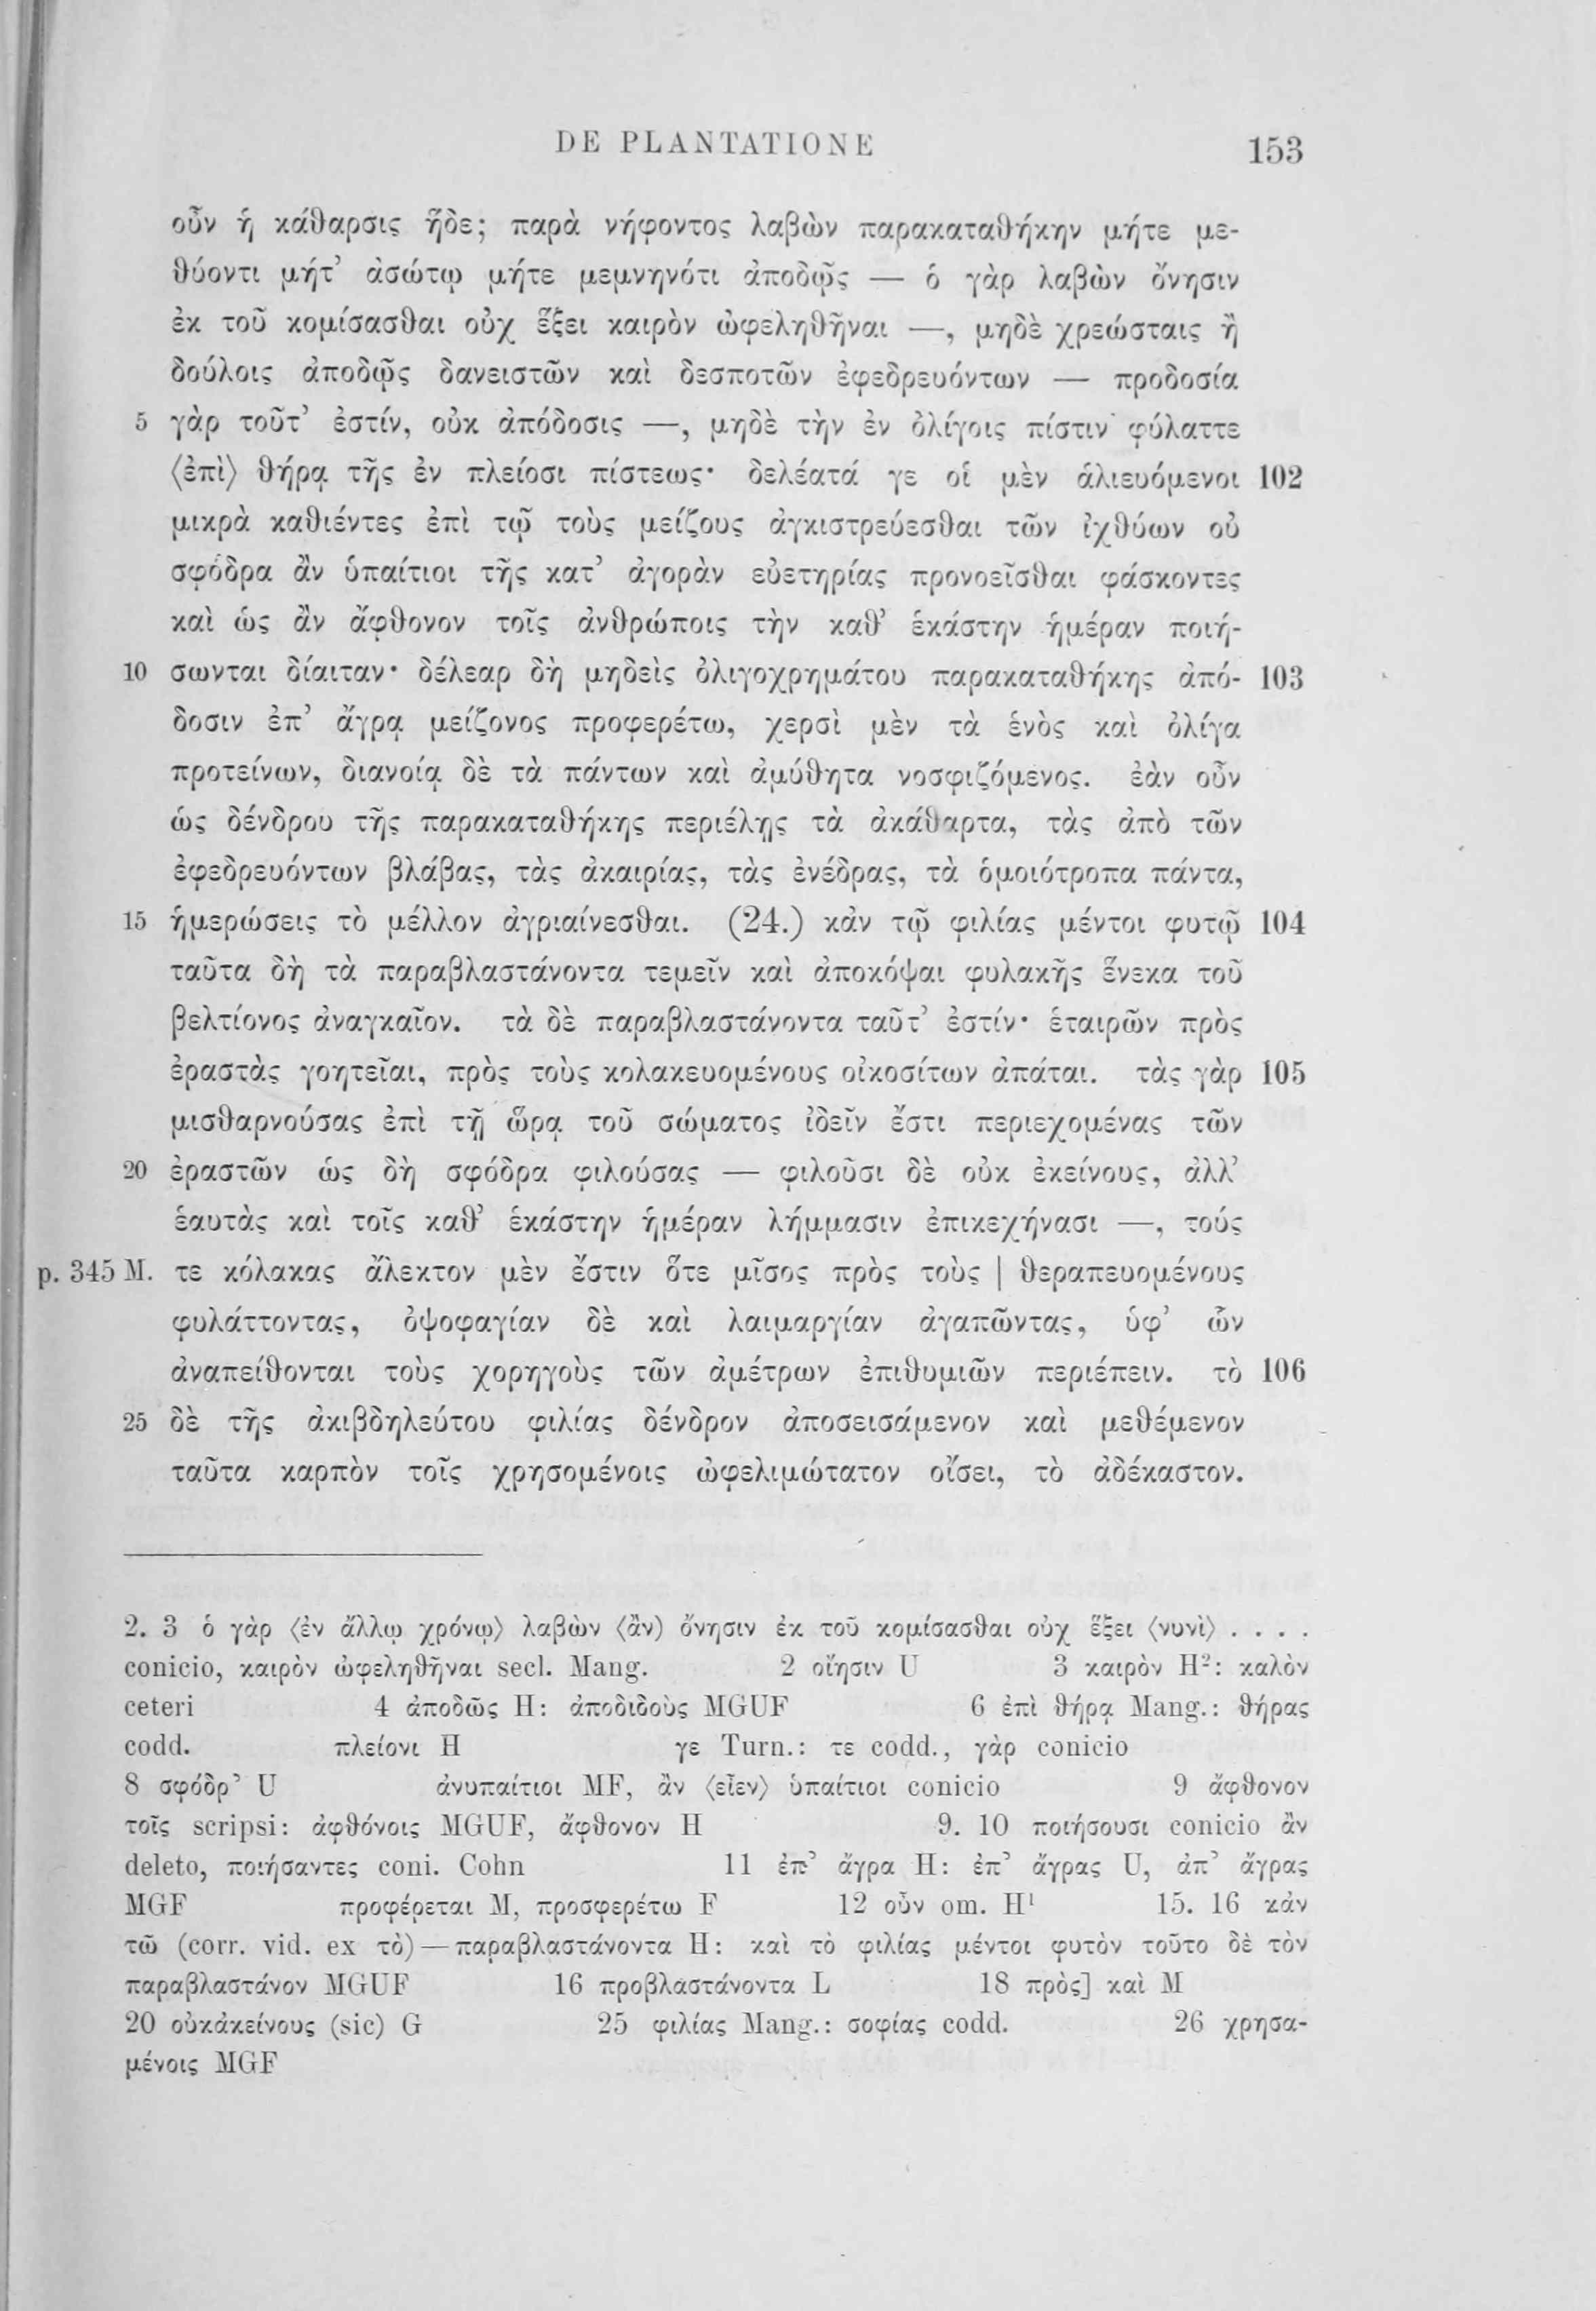 DE PLANTATIONE 153
οὖν ἡ κάθαρσις ἥδε; παρὰ νήφοντος λαβὼν παρακαταθήκην μήτε με-
θύοντι μήτ’ ἀσώτῳ μήτε μεμνηνότι ἀποδῷς — ὁ γὰρ λαβὼν ὄνησιν
ἐκ τοῦ κομίσασθαι οὐχ ἕξει καιρὸν ὠφεληθῆναι —, μηδὲ χρεώσταις ἢ
δούλοις ἀποδῷς δανειστῶν καὶ δεσποτῶν ἐφεδρευόντων — προδοσία
5 γὰρ τοῦτ’ ἐστίν, οὐκ ἀπόδοσις —, μηδὲ τὴν ἐν ὀλίγοις πίστιν φύλαττε
〈ἐπὶ〉 θήρᾳ τῆς ἐν πλείοσι πίστεως· δελέατά γε οἱ μὲν ἁλιευόμενοι 102
μικρὰ καθιέντες ἐπὶ τῷ τοὺς μείζους ἀγκιστρεύεσθαι τῶν ἰχθύων οὐ
σφόδρα ἂν ὑπαίτιοι τῆς κατ’ ἀγορὰν εὐετηρίας προνοεῖσθαι φάσκοντες
καὶ ὡς ἂν ἄφθονον τοῖς ἀνθρώποις τὴν καθ’ ἑκάστην ἡμέραν ποιή-
10 σωνται δίαιταν· δέλεαρ δὴ μηδεὶς ὀλιγοχρημάτου παρακαταθήκης ἀπό- 103
δοσιν ἐπ’ ἄγρᾳ μείζονος προφερέτω, χερσὶ μὲν τὰ ἑνὸς καὶ ὀλίγα
προτείνων, διανοίᾳ δὲ τὰ πάντων καὶ ἀμύθητα νοσφιζόμενος. ἐὰν οὖν
ὡς δένδρου τῆς παρακαταθήκης περιέλῃς τὰ ἀκάθαρτα, τὰς ἀπὸ τῶν
ἐφεδρευόντων βλάβας, τὰς ἀκαιρίας, τὰς ἐνέδρας, τὰ ὁμοιότροπα πάντα,
15 ἡμερώσεις τὸ μέλλον ἀγριαίνεσθαι. (24.) κἀν τῷ φιλίας μέντοι φυτῷ 104
ταῦτα δὴ τὰ παραβλαστάνοντα τεμεῖν καὶ ἀποκόψαι φυλακῆς ἕνεκα τοῦ
βελτίονος ἀναγκαῖον. τὰ δὲ παραβλαστάνοντα ταῦτ’ ἐστίν· ἑταιρῶν πρὸς
ἐραστὰς γοητεῖαι, πρὸς τοὺς κολακευομένους οἰκοσίτων ἀπάται. τὰς γὰρ 105
μισθαρνούσας ἐπὶ τῇ ὥρᾳ τοῦ σώματος ἰδεῖν ἔστι περιεχομένας τῶν
20 ἐραστῶν ὡς δὴ σφόδρα φιλούσας — φιλοῦσι δὲ οὐκ ἐκείνους, ἀλλ’
ἑαυτὰς καὶ τοῖς καθ’ ἑκάστην ἡμέραν λήμμασιν ἐπικεχήνασι —, τούς
p. 345 M. τε κόλακας ἄλεκτον μὲν ἔστιν ὅτε μῖσος πρὸς τοὺς | θεραπευομένους
φυλάττοντας, ὀψοφαγίαν δὲ καὶ λαιμαργίαν ἀγαπῶντας, ὑφ’ ὧν
ἀναπείθονται τοὺς χορηγοὺς τῶν ἀμέτρων ἐπιθυμιῶν περιέπειν. τὸ 106
25 δὲ τῆς ἀκιβδηλεύτου φιλίας δένδρον ἀποσεισάμενον καὶ μεθέμενον
ταῦτα καρπὸν τοῖς χρησομένοις ὠφελιμώτατον οἴσει, τὸ ἀδέκαστον.
2. 3 ὁ γὰρ 〈ἐν ἄλλῳ χρόνῳ〉 λαβὼν 〈ἂν) ὄνησιν ἐκ τοῦ κομίσασθαι οὐχ ἕξει 〈νυνὶ〉 . . . .
conicio, καιρὸν ὠφεληθῆναι secl. Mang. 2 οἴησιν U 3 καιρὸν H²: καλὸν
ceteri 4 ἀποδῶς H: ἀποδιδοὺς MGUF 6 ἐπὶ θήρᾳ Mang.: θήρας
codd. πλείονι H γε Turn.: τε codd., γὰρ conicio
8 σφόδρ’ U ἀνυπαίτιοι MF, ἂν 〈εἶεν〉 ὑπαίτιοι conicio 9 ἄφθονον
τοῖς scripsi: ἀφθόνοις MGUF, ἄφθονον H 9. 10 ποιήσουσι conicio ἂν
deleto, ποιήσαντες coni. Cohn 11 ἐπ’ ἄγρα H: ἐπ’ ἄγρας U, ἀπ’ ἄγρας
MGF προφέρεται M, προσφερέτω F 12 οὖν om. H¹ 15. 16 κἀν
τῶ (corr. vid. ex τὸ) — παραβλαστάνοντα H: καὶ τὸ φιλίας μέντοι φυτὸν τοῦτο δὲ τὸν
παραβλαστάνον MGUF 16 προβλαστάνοντα L 18 πρὸς] καὶ M
20 οὐκἀκείνους (sic) G 25 φιλίας Mang.: σοφίας codd. 26 χρησα-
μένοις MGF